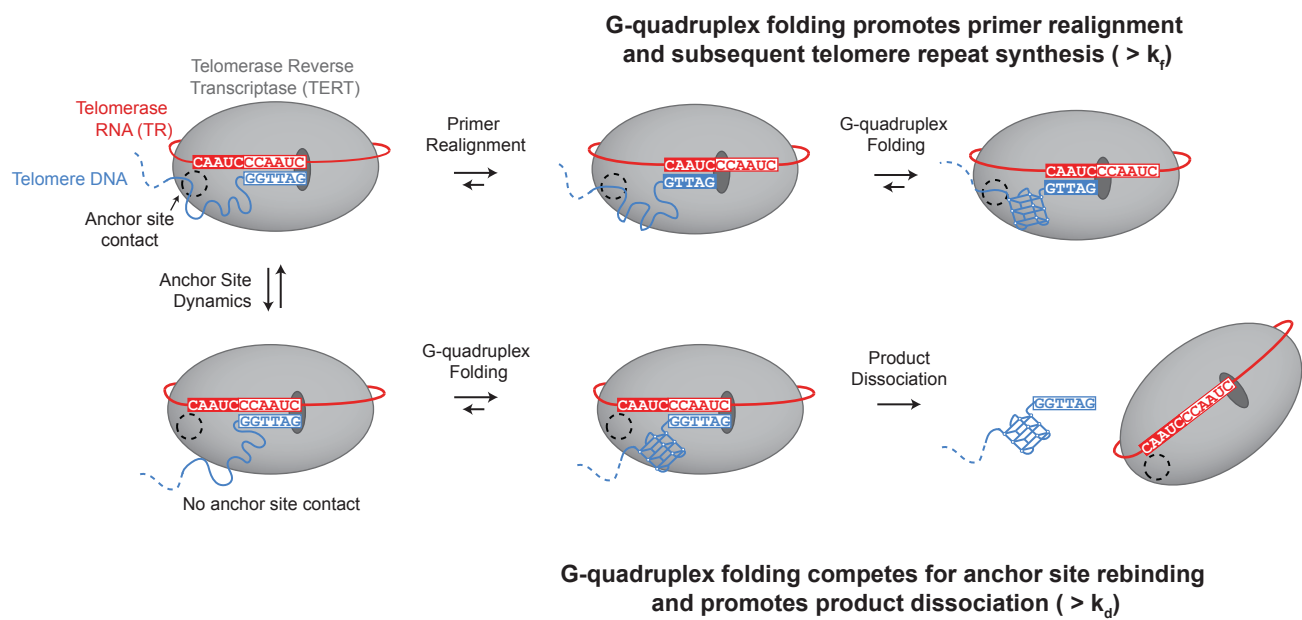 G-quadruplex folding promotes primer realignment
and subsequent telomere repeat synthesis ( > kf)
Telomerase Reverse
Transcriptase (TERT)
Telomerase
RNA (TR)
Telomere DNA
Anchor site
contact
CAAUCCCAAUC
GGTTAG
Primer
Realignment
CAAUCCCAAUC
GTTAG
G-quadruplex
Folding
CAAUCCCAAUC
GTTAG
Anchor Site
Dynamics
CAAUCCCAAUC
GGTTAG
No anchor site contact
G-quadruplex
Folding
CAAUCCCAAUC
GGTTAG
Product
Dissociation
GGTTAG
CAAUCCCAAUC
G-quadruplex folding competes for anchor site rebinding
and promotes product dissociation ( > kd)